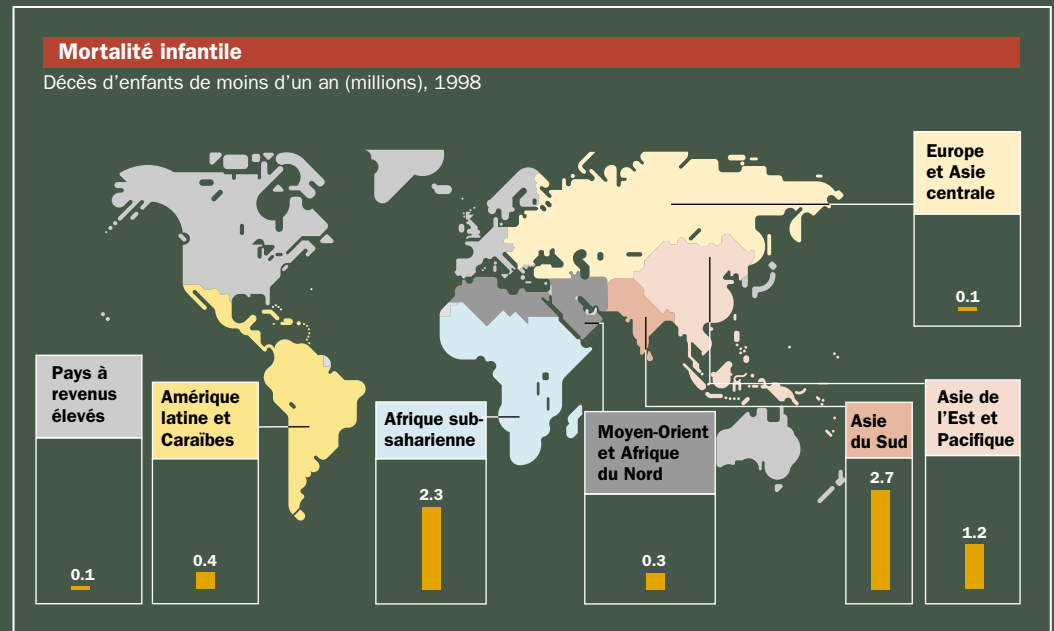 Mortalité infantile
Décès d'enfants de moins d'un an (millions), 1998
Europe
et Asie
centrale
0.1
Pays à
revenus
élevés
0.1
Amérique
latine et
Caraïbes
0.4
Afrique sub-
saharienne
2.3
Moyen-Orient
et Afrique
du Nord
0.3
Asie
du Sud
2.7
Asie de
l'Est et
Pacifique
1.2